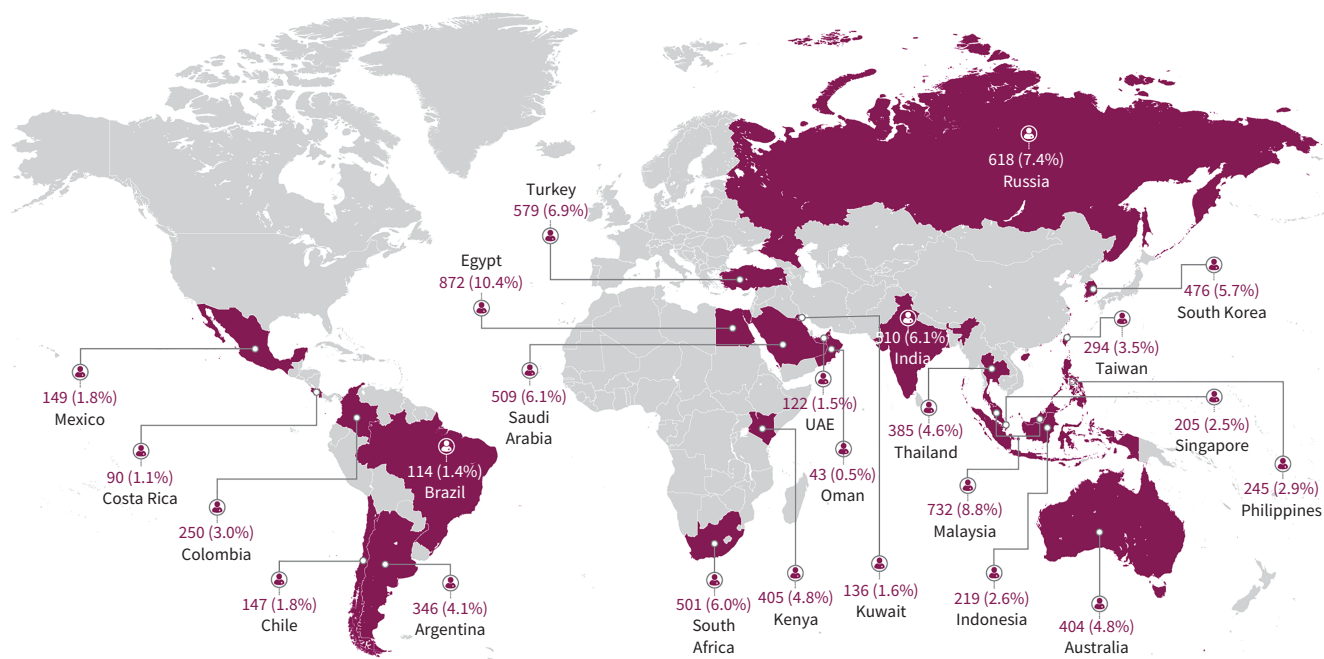 618 (7.4%)
Russia
Turkey
579 (6.9%)
Egypt
872 (10.4%)
476 (5.7%)
South Korea
(6.1%)
India
294 (3.5%)
Taiwan
149 (1.8%)
Mexico
509 (6.1%)
Saudi
Arabia
122 (1.5%)
UAE
385 (4.6%)
Thailand
205 (2.5%)
Singapore
90 (1.1%)
Costa Rica
114 (1.4%)
Brazil
43 (0.5%)
Oman
245 (2.9%)
Philippines
250 (3.0%)
Colombia
732 (8.8%)
Malaysia
147 (1.8%)
Chile
346 (4.1%)
Argentina
501 (6.0%)
South
Africa
405 (4.8%)
Kenya
136 (1.6%)
Kuwait
219 (2.6%)
Indonesia
404 (4.8%)
Australia